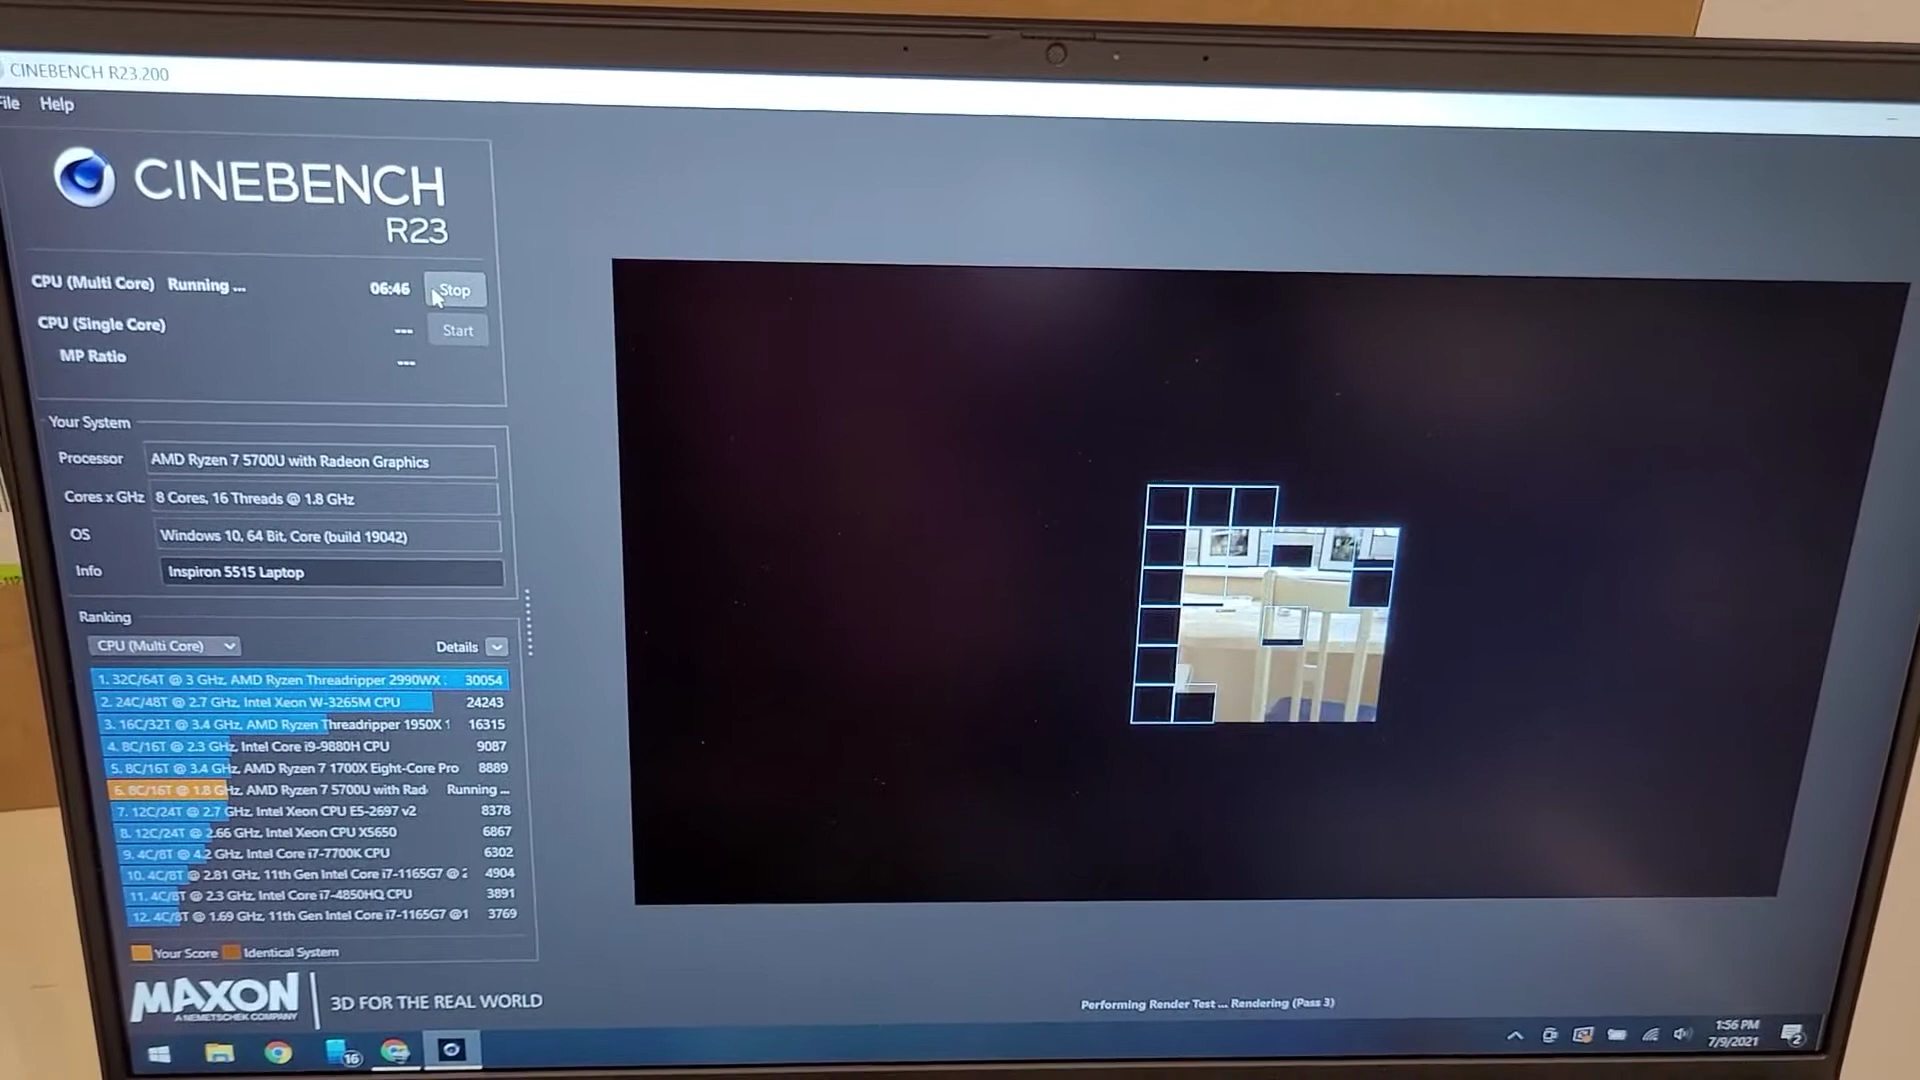 CINEBENCH R23.200
File Help
CINEBENCH
R23
CPU (Multi Core) Running ... 06:46 Stop
CPU (Single Core) --- Start
MP Ratio ---
Your System
Processor AMD Ryzen 7 5700U with Radeon Graphics
Cores x GHz 8 Cores, 16 Threads @ 1.8 GHz
OS Windows 10, 64 Bit, Core (build 19042)
Info Inspiron 5515 Laptop
Ranking
CPU (Multi Core) Details
1. 32C/64T @ 3 GHz, AMD Ryzen Threadripper 2990WX 30054
2. 24C/48T @ 2.7 GHz, Intel Xeon W-3265M CPU 24243
3. 16C/32T @ 3.4 GHz, AMD Ryzen Threadripper 1950X 1 16315
4. 8C/16T @ 2.3 GHz, Intel Core i9-9880H CPU 9087
5. 8C/16T @ 3.4 GHz, AMD Ryzen 7 1700X Eight-Core Pro 8889
6. 8C/16T @ 1.8 GHz, AMD Ryzen 7 5700U with Rad Running ...
7. 12C/24T @ 2.7 GHz, Intel Xeon CPU E5-2697 v2 8378
8. 12C/24T @ 2.66 GHz, Intel Xeon CPU X5650 6867
9. 4C/8T @ 4.2 GHz, Intel Core i7-7700K CPU 6302
10. 4C/8T @ 2.81 GHz, 11th Gen Intel Core i7-1165G7 @ 2 4904
11. 4C/8T @ 2.3 GHz, Intel Core i7-4850HQ CPU 3891
12. 4C/8T @ 1.69 GHz, 11th Gen Intel Core i7-1165G7 @1 3769
Your Score Identical System
MAXON 3D FOR THE REAL WORLD
A NEMETSCHEK COMPANY
Performing Render Test ... Rendering (Pass 3)
16
1:56 PM
7/9/2021
2